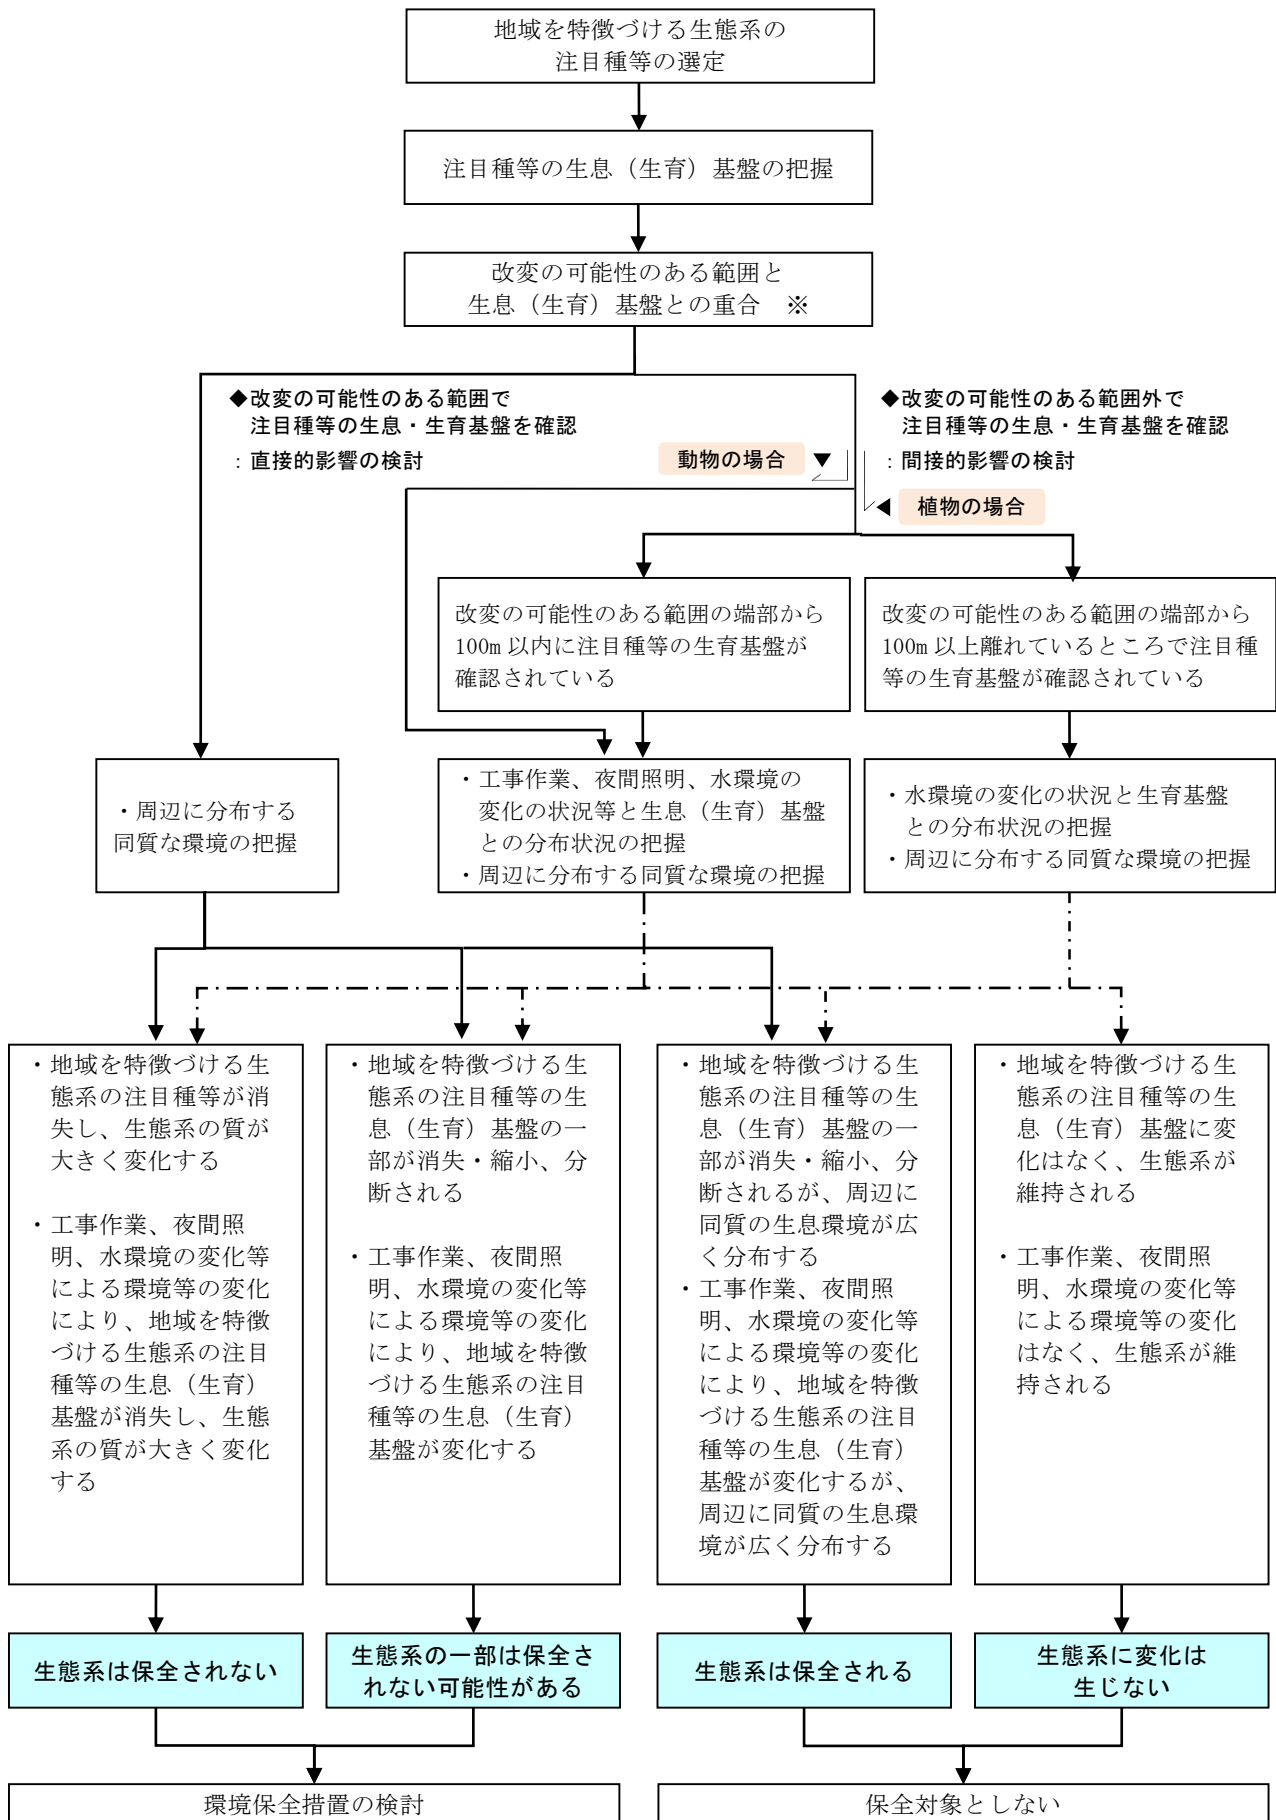 地域を特徴づける生態系の
注目種等の選定
注目種等の生息（生育）基盤の把握
改変の可能性のある範囲と
生息（生育）基盤との重合　※
◆改変の可能性のある範囲で
注目種等の生息・生育基盤を確認
：直接的影響の検討
◆改変の可能性のある範囲外で
注目種等の生息・生育基盤を確認
：間接的影響の検討
動物の場合 ▼
◀ 植物の場合
改変の可能性のある範囲の端部から
100m 以内に注目種等の生育基盤が
確認されている
改変の可能性のある範囲の端部から
100m 以上離れているところで注目種
等の生育基盤が確認されている
・周辺に分布する
同質な環境の把握
・工事作業、夜間照明、水環境の
変化の状況等と生息（生育）基盤
との分布状況の把握
・周辺に分布する同質な環境の把握
・水環境の変化の状況と生育基盤
との分布状況の把握
・周辺に分布する同質な環境の把握
・地域を特徴づける生
態系の注目種等が消
失し、生態系の質が
大きく変化する
・工事作業、夜間照
明、水環境の変化等
による環境等の変化
により、地域を特徴
づける生態系の注目
種等の生息（生育）
基盤が消失し、生態
系の質が大きく変化
する
・地域を特徴づける生
態系の注目種等の生
息（生育）基盤の一
部が消失・縮小、分
断される
・工事作業、夜間照
明、水環境の変化等
による環境等の変化
により、地域を特徴
づける生態系の注目
種等の生息（生育）
基盤が変化する
・地域を特徴づける生
態系の注目種等の生
息（生育）基盤の一
部が消失・縮小、分
断されるが、周辺に
同質の生息環境が広
く分布する
・工事作業、夜間照
明、水環境の変化等
による環境等の変化
により、地域を特徴
づける生態系の注目
種等の生息（生育）
基盤が変化するが、
周辺に同質の生息環
境が広く分布する
・地域を特徴づける生
態系の注目種等の生
息（生育）基盤に変
化はなく、生態系が
維持される
・工事作業、夜間照
明、水環境の変化等
による環境等の変化
はなく、生態系が維
持される
生態系は保全されない
生態系の一部は保全さ
れない可能性がある
生態系は保全される
生態系に変化は
生じない
環境保全措置の検討
保全対象としない